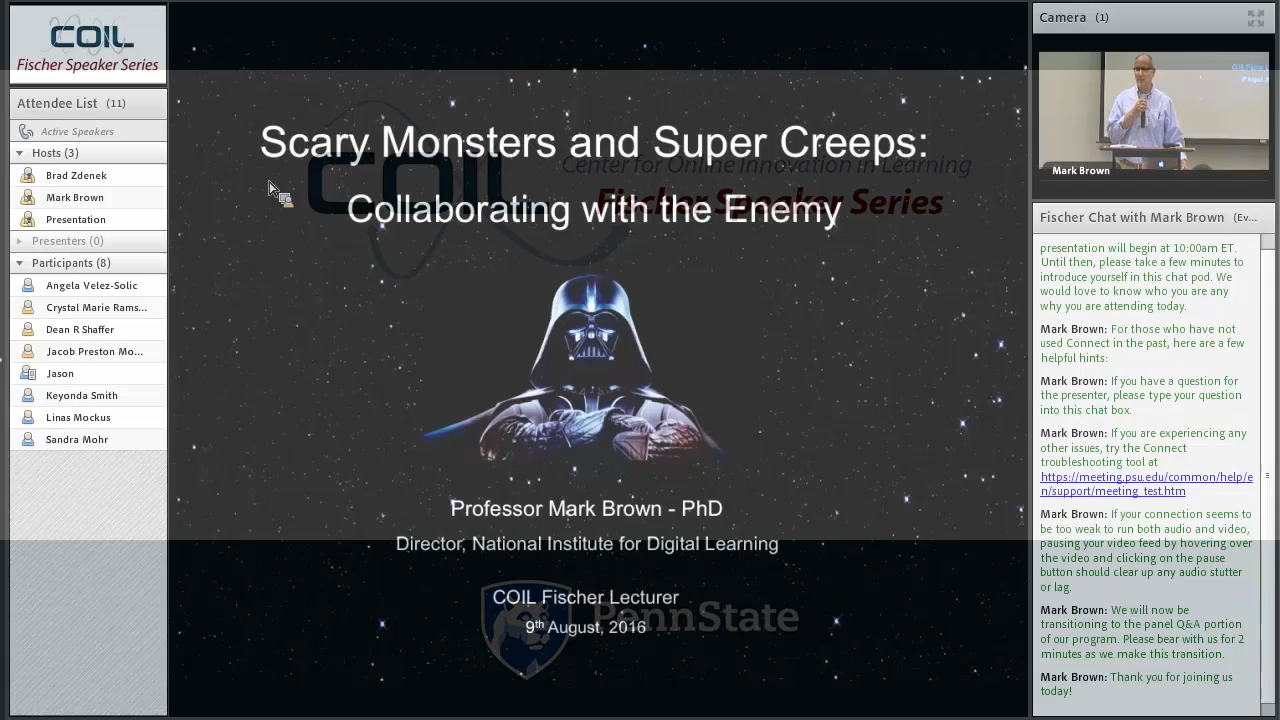 COIL
Fischer Speaker Series
Attendee List (11)
Active Speakers
Hosts (3)
Brad Zdenek
Mark Brown
Presentation
Presenters (0)
Participants (8)
Angela Velez-Solic
Crystal Marie Rams...
Dean R Shaffer
Jacob Preston Mo...
Jason
Keyonda Smith
Linas Mockus
Sandra Mohr
Scary Monsters and Super Creeps:
COIL
Center for Online Innovation in Learning
Fischer Speaker Series
Collaborating with the Enemy
Professor Mark Brown - PhD
Director, National Institute for Digital Learning
COIL Fischer Lecturer
PennState
9th August, 2016
Camera (1)
Mark Brown
Fischer Chat with Mark Brown (Ev...
presentation will begin at 10:00am ET.
Until then, please take a few minutes to
introduce yourself in this chat pod. We
would love to know who you are any
why you are attending today.
Mark Brown: For those who have not
used Connect in the past, here are a few
helpful hints:
Mark Brown: If you have a question for
the presenter, please type your question
into this chat box.
Mark Brown: If you are experiencing any
other issues, try the Connect
troubleshooting tool at
https://meeting.psu.edu/common/help/e
n/support/meeting_test.htm
Mark Brown: If your connection seems to
be too weak to run both audio and video,
pausing your video feed by hovering over
the video and clicking on the pause
button should clear up any audio stutter
or lag.
Mark Brown: We will now be
transitioning to the panel Q&A portion
of our program. Please bear with us for 2
minutes as we make this transition.
Mark Brown: Thank you for joining us
today!